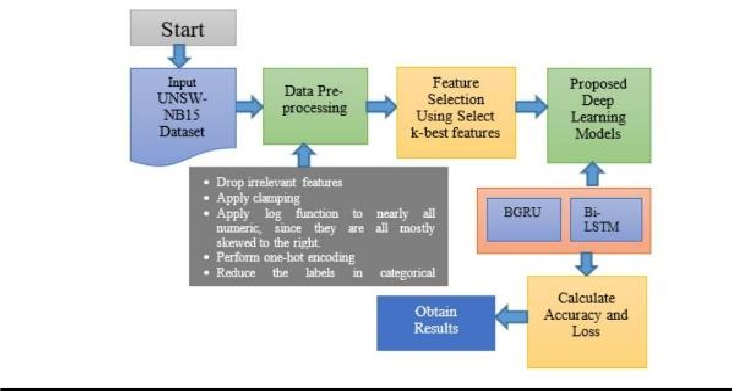 Start
Input
UNSW-
NB15
Dataset
Data Pre-
processing
Feature
Selection
Using Select
k-best features
Proposed
Deep
Learning
Models
• Drop irrelevant features
• Apply clamping
• Apply log function to nearly all
numeric, since they are all mostly
skewed to the right.
• Perform one-hot encoding
• Reduce the labels in categorical
BGRU
Bi-
LSTM
Calculate
Accuracy and
Loss
Obtain
Results